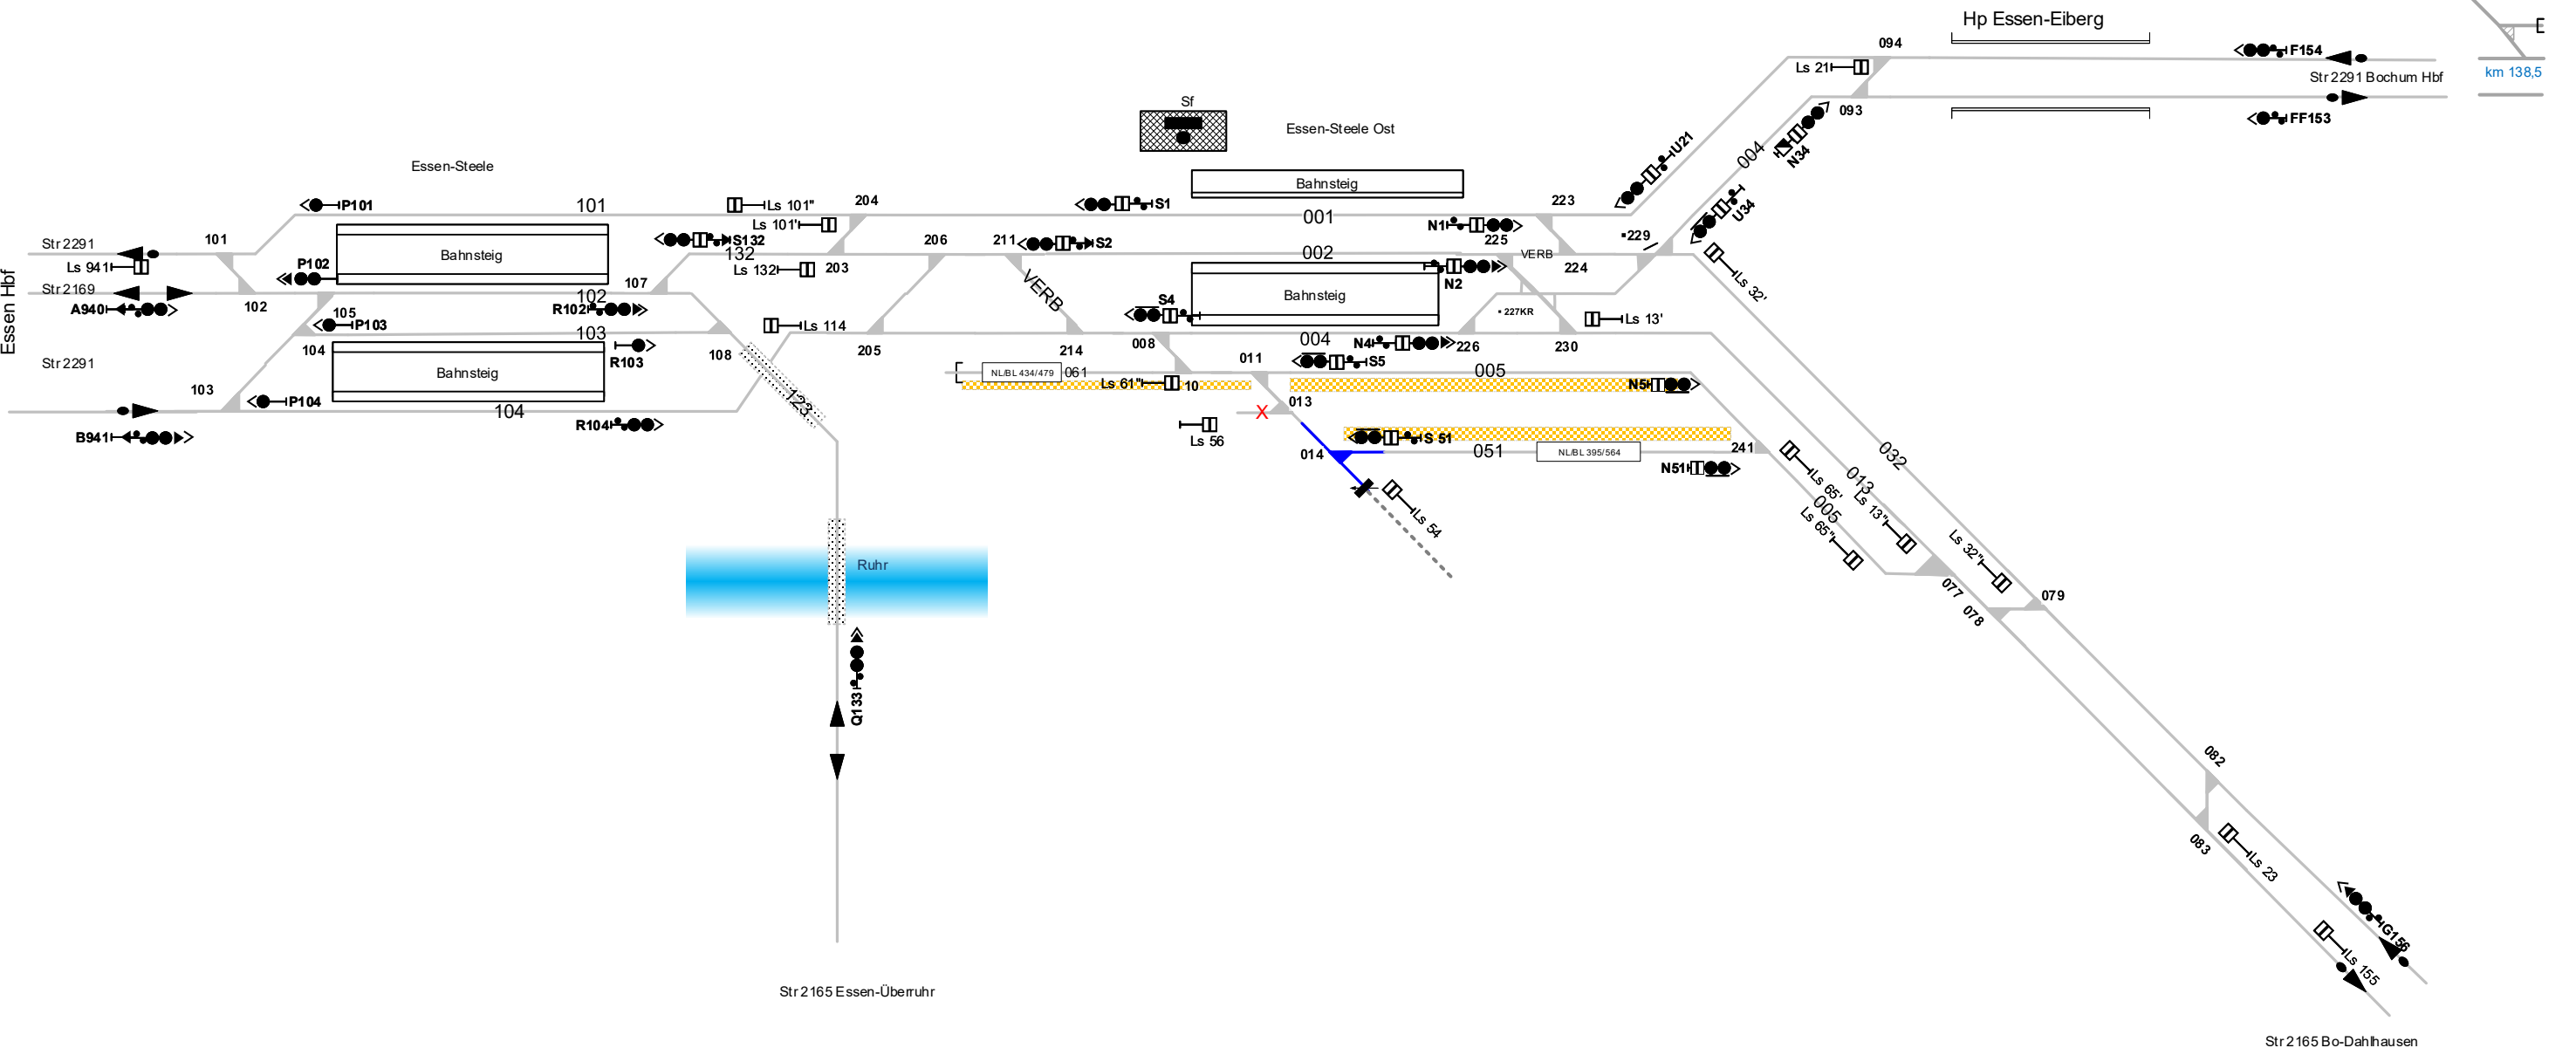 Hp Essen-Eiberg
E
094
F154
Ls 21
Str 2291 Bochum Hbf
km 138,5
093
FF153
Sf
Essen-Steele Ost
U21
N34
004
Essen-Steele
Bahnsteig
P101
101
Ls 101"
204
S1
001
223
U34
Ls 101'
N1
Str 2291
101
S132
206
211
S2
002
225
229
132
VERB
Bahnsteig
P102
Ls 941
Ls 132
203
224
N2
Ls 32'
Essen Hbf
Str 2169
107
102
VERB
Bahnsteig
A940
102
105
R102
S4
227KR
P103
103
Ls 114
Ls 13'
004
N4
R103
104
108
205
214
008
226
230
Str 2291
011
S5
Bahnsteig
NL/BL 434/479
061
005
Ls 61"
10
N5
103
P104
104
123
013
X
B941
R104
Ls 56
S 51
014
051
NL/BL 395/564
241
N51
032
013
Ls 65'
005
Ls 13"
Ls 65"
Ls 54
Ls 32"
Ruhr
077
078
079
Q133
082
083
Ls 23
G156
Ls 155
Str 2165 Essen-Überruhr
Str 2165 Bo-Dahlhausen